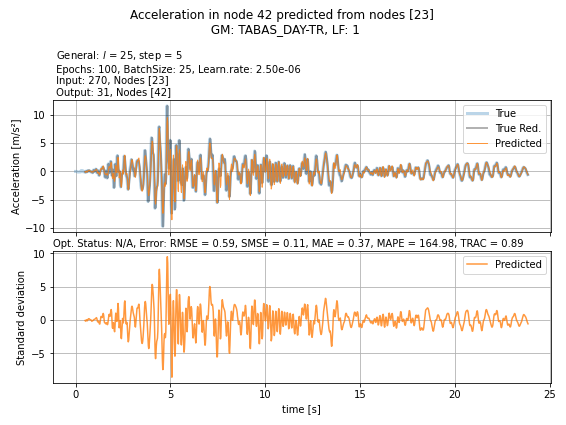 Acceleration in node 42 predicted from nodes [23]
GM: TABAS_DAY-TR, LF: 1
General: l = 25, step = 5
Epochs: 100, BatchSize: 25, Learn.rate: 2.50e-06
Input: 270, Nodes [23]
Output: 31, Nodes [42]
Acceleration [m/s²]
10
5
0
−5
−10
True
True Red.
Predicted
Opt. Status: N/A, Error: RMSE = 0.59, SMSE = 0.11, MAE = 0.37, MAPE = 164.98, TRAC = 0.89
Standard deviation
10
5
0
−5
Predicted
0 5 10 15 20 25
time [s]